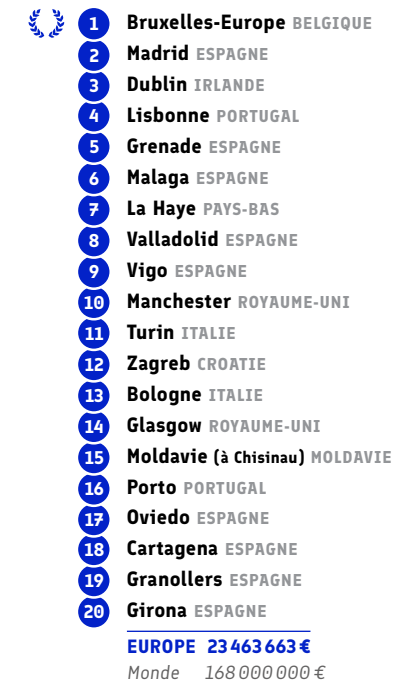 1 Bruxelles-Europe BELGIQUE
2 Madrid ESPAGNE
3 Dublin IRLANDE
4 Lisbonne PORTUGAL
5 Grenade ESPAGNE
6 Malaga ESPAGNE
7 La Haye PAYS-BAS
8 Valladolid ESPAGNE
9 Vigo ESPAGNE
10 Manchester ROYAUME-UNI
11 Turin ITALIE
12 Zagreb CROATIE
13 Bologne ITALIE
14 Glasgow ROYAUME-UNI
15 Moldavie (à Chisinau) MOLDAVIE
16 Porto PORTUGAL
17 Oviedo ESPAGNE
18 Cartagena ESPAGNE
19 Granollers ESPAGNE
20 Girona ESPAGNE
EUROPE 23 463 663 €
Monde 168 000 000 €